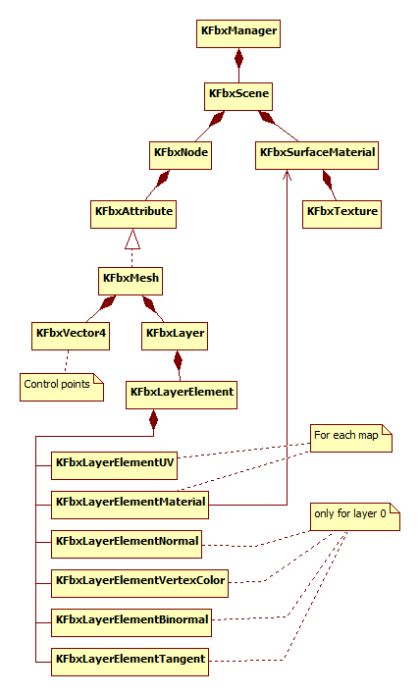 KFbxManager
KFbxScene
KFbxNode
KFbxSurfaceMaterial
KFbxAttribute
KFbxTexture
KFbxMesh
KFbxVector4
KFbxLayer
Control points
KFbxLayerElement
For each map
KFbxLayerElementUV
KFbxLayerElementMaterial
only for layer 0
KFbxLayerElementNormal
KFbxLayerElementVertexColor
KFbxLayerElementBinormal
KFbxLayerElementTangent